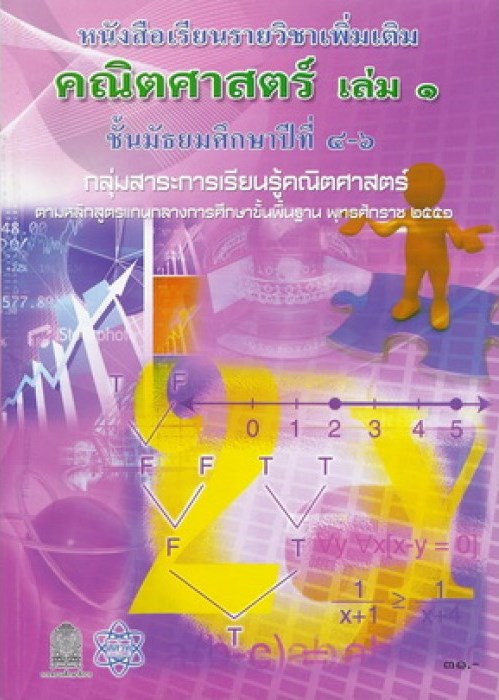 หนังสือเรียนรายวิชาเพิ่มเติม
คณิตศาสตร์ เล่ม ๑
ชั้นมัธยมศึกษาปีที่ ๔-๖
กลุ่มสาระการเรียนรู้คณิตศาสตร์
ตามหลักสูตรแกนกลางการศึกษาขั้นพื้นฐาน พุทธศักราช ๒๕๕๑
577.89
T F
0 1 2 3 4 5
F F T T
F T
∀y ∀x[x-y = 0]
1/x+1 ≥ 1/x+4
T
๓๑.-